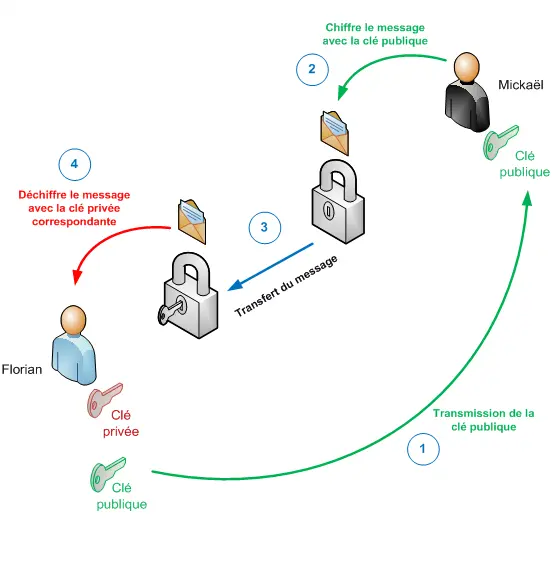 Chiffre le message
avec la clé publique
2
Mickaël
Clé
publique
4
Déchiffre le message
avec la clé privée
correspondante
3
Transfert du message
Florian
Clé
privée
Transmission de la
clé publique
1
Clé
publique